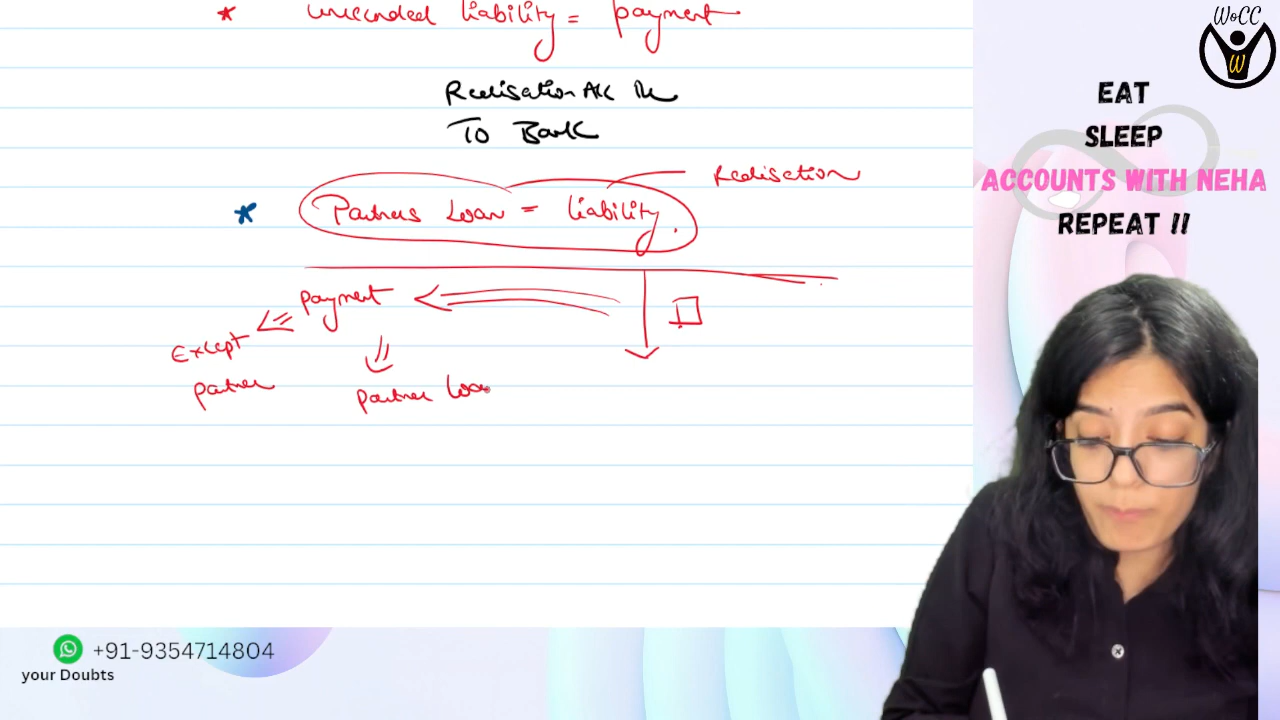 * unrecorded liability = payment
Realisation A/c Dr
To Bank
Realisation
* Partners Loan = liability.
payment
Except
partner
partner loan
WOCC
W
EAT
SLEEP
ACCOUNTS WITH NEHA
REPEAT !!
+91-9354714804
your Doubts